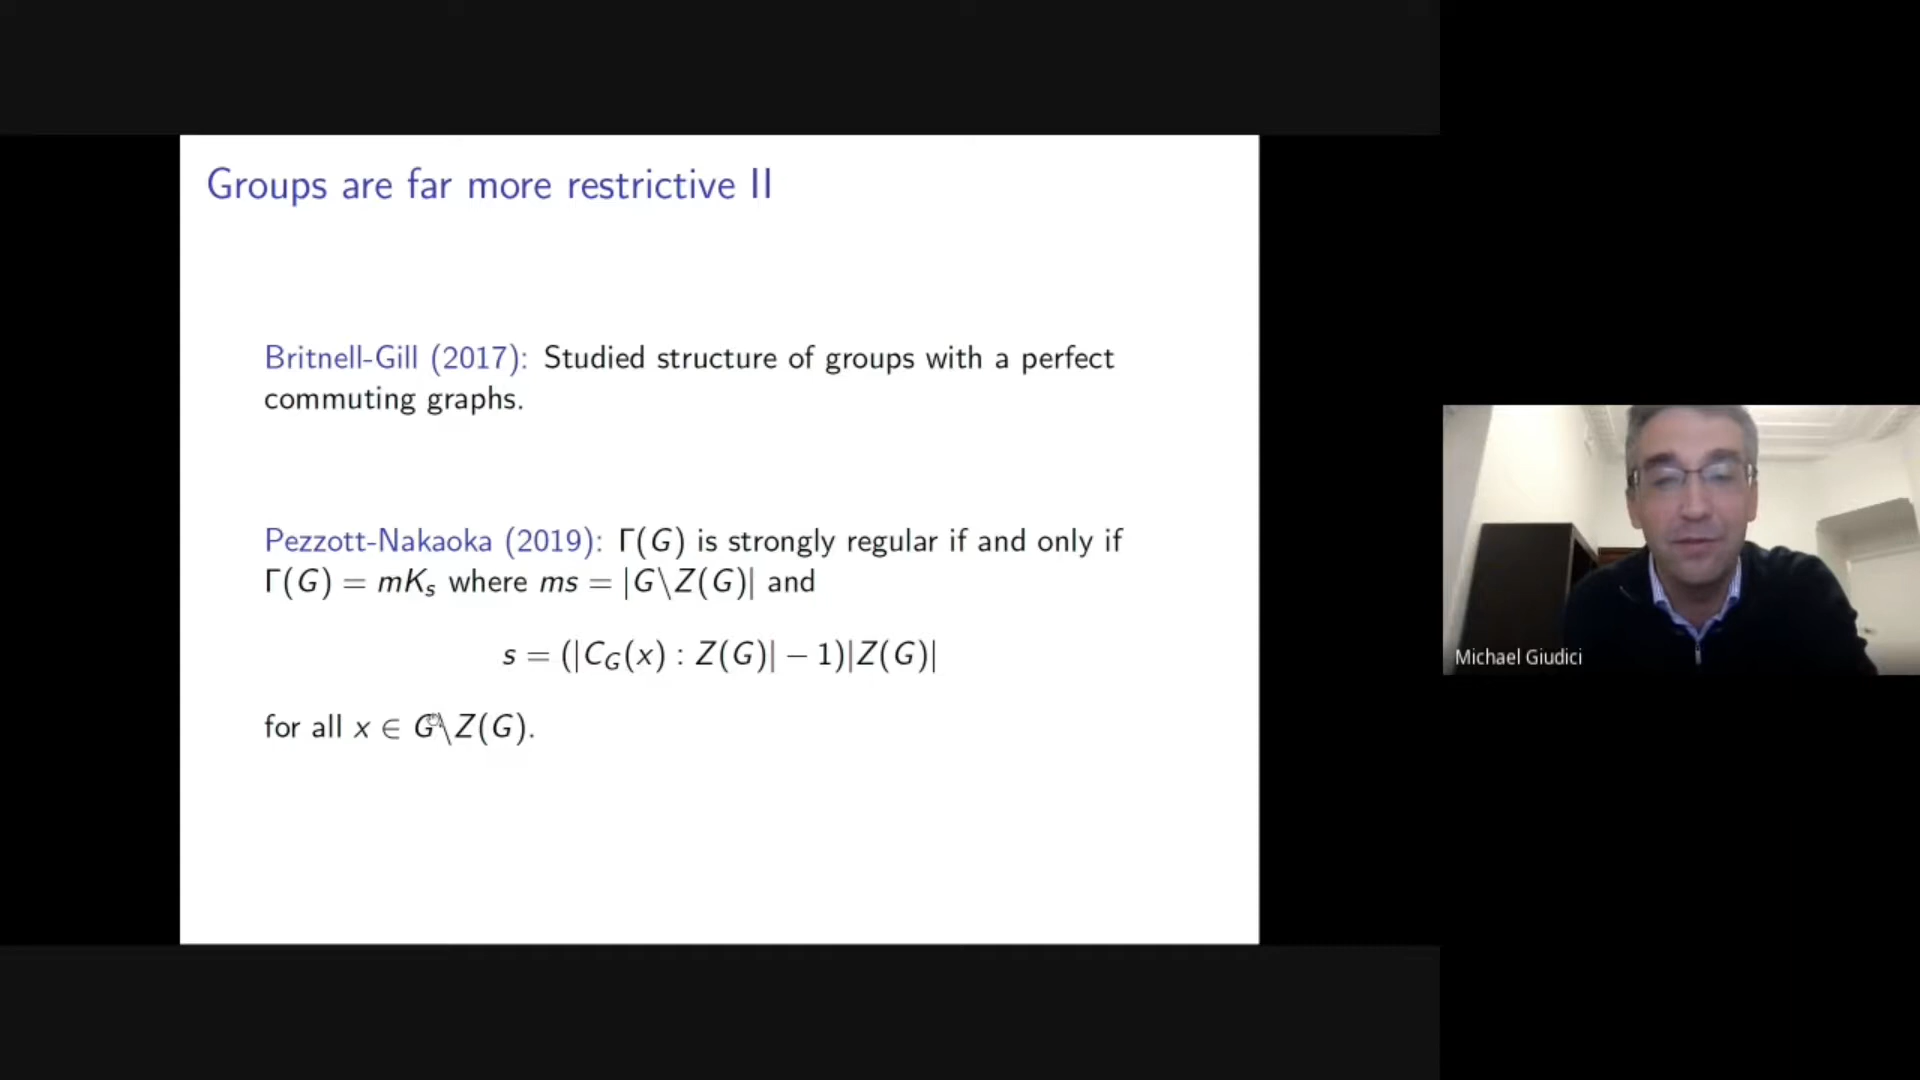 Groups are far more restrictive II
Britnell-Gill (2017): Studied structure of groups with a perfect
commuting graphs.
Pezzott-Nakaoka (2019): Γ(G) is strongly regular if and only if
Γ(G) = mKₛ where ms = |G\Z(G)| and
s = (|C_G(x) : Z(G)| − 1)|Z(G)|
for all x ∈ G\Z(G).
Michael Giudici